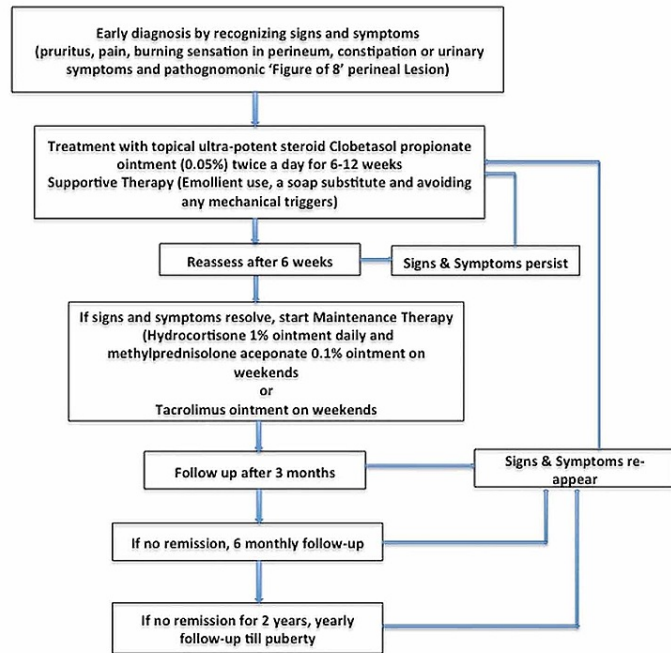 Early diagnosis by recognizing signs and symptoms
(pruritus, pain, burning sensation in perineum, constipation or urinary
symptoms and pathognomonic 'Figure of 8' perineal Lesion)
Treatment with topical ultra-potent steroid Clobetasol propionate
ointment (0.05%) twice a day for 6-12 weeks
Supportive Therapy (Emollient use, a soap substitute and avoiding
any mechanical triggers)
Reassess after 6 weeks
Signs & Symptoms persist
If signs and symptoms resolve, start Maintenance Therapy
(Hydrocortisone 1% ointment daily and
methylprednisolone aceponate 0.1% ointment on
weekends
or
Tacrolimus ointment on weekends
Follow up after 3 months
Signs & Symptoms re-
appear
If no remission, 6 monthly follow-up
If no remission for 2 years, yearly
follow-up till puberty